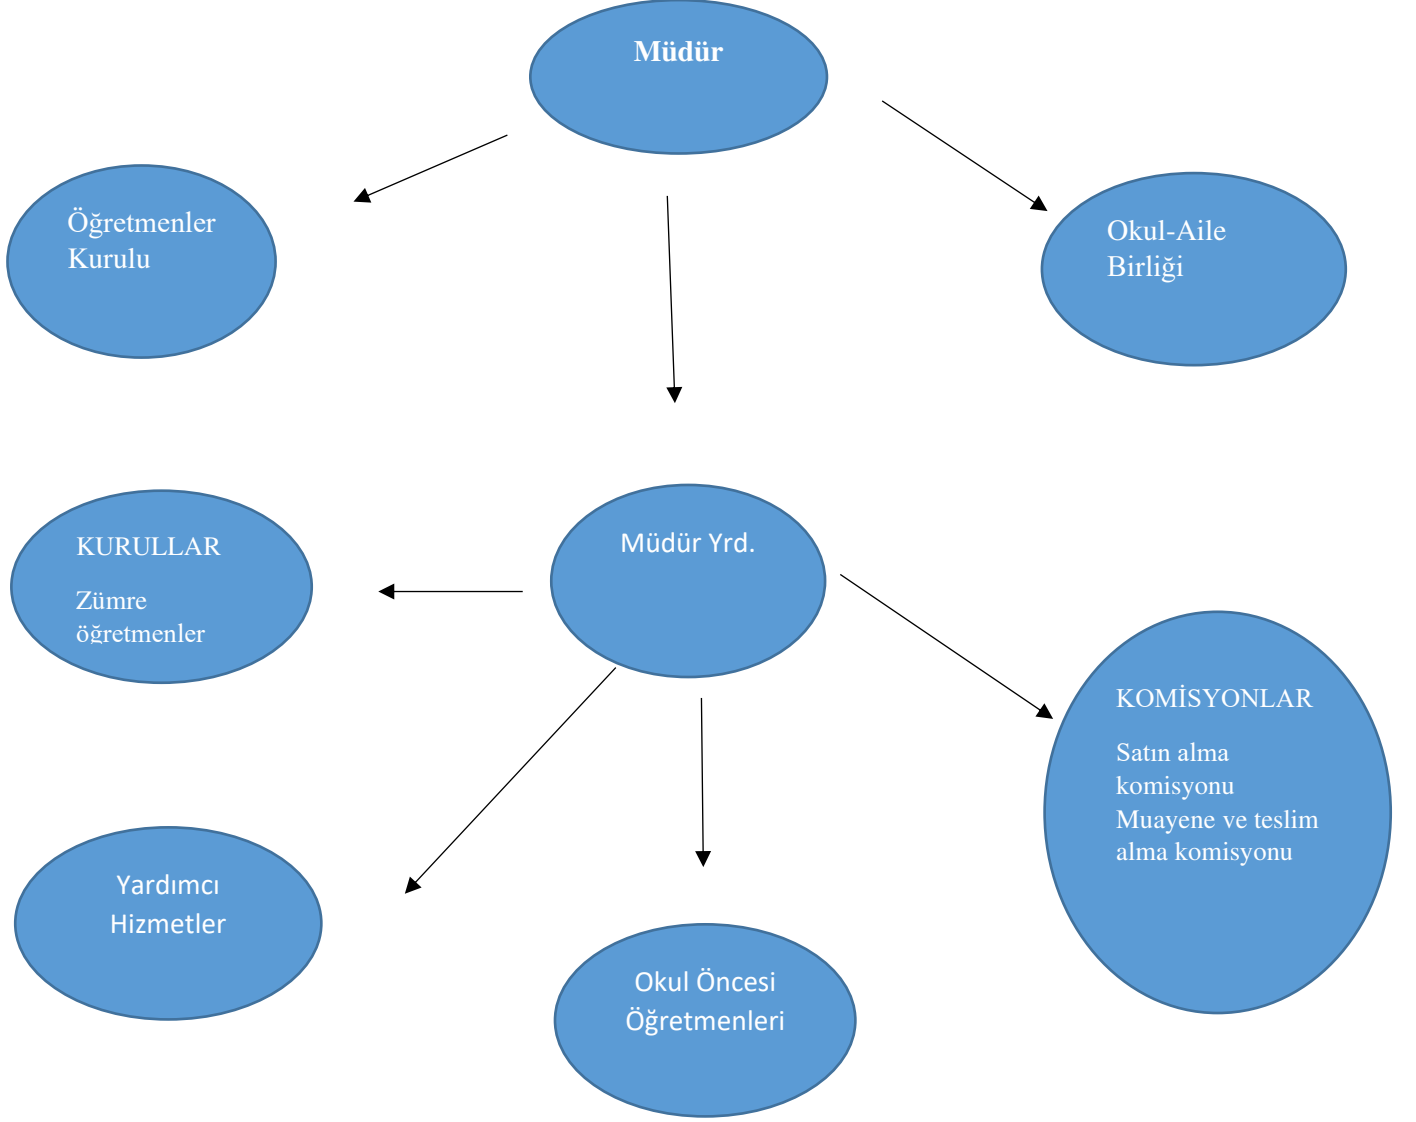 Müdür
Öğretmenler
Kurulu
Okul-Aile
Birliği
KURULLAR
Zümre
öğretmenler
Müdür Yrd.
KOMİSYONLAR
Satın alma
komisyonu
Muayene ve teslim
alma komisyonu
Yardımcı
Hizmetler
Okul Öncesi
Öğretmenleri